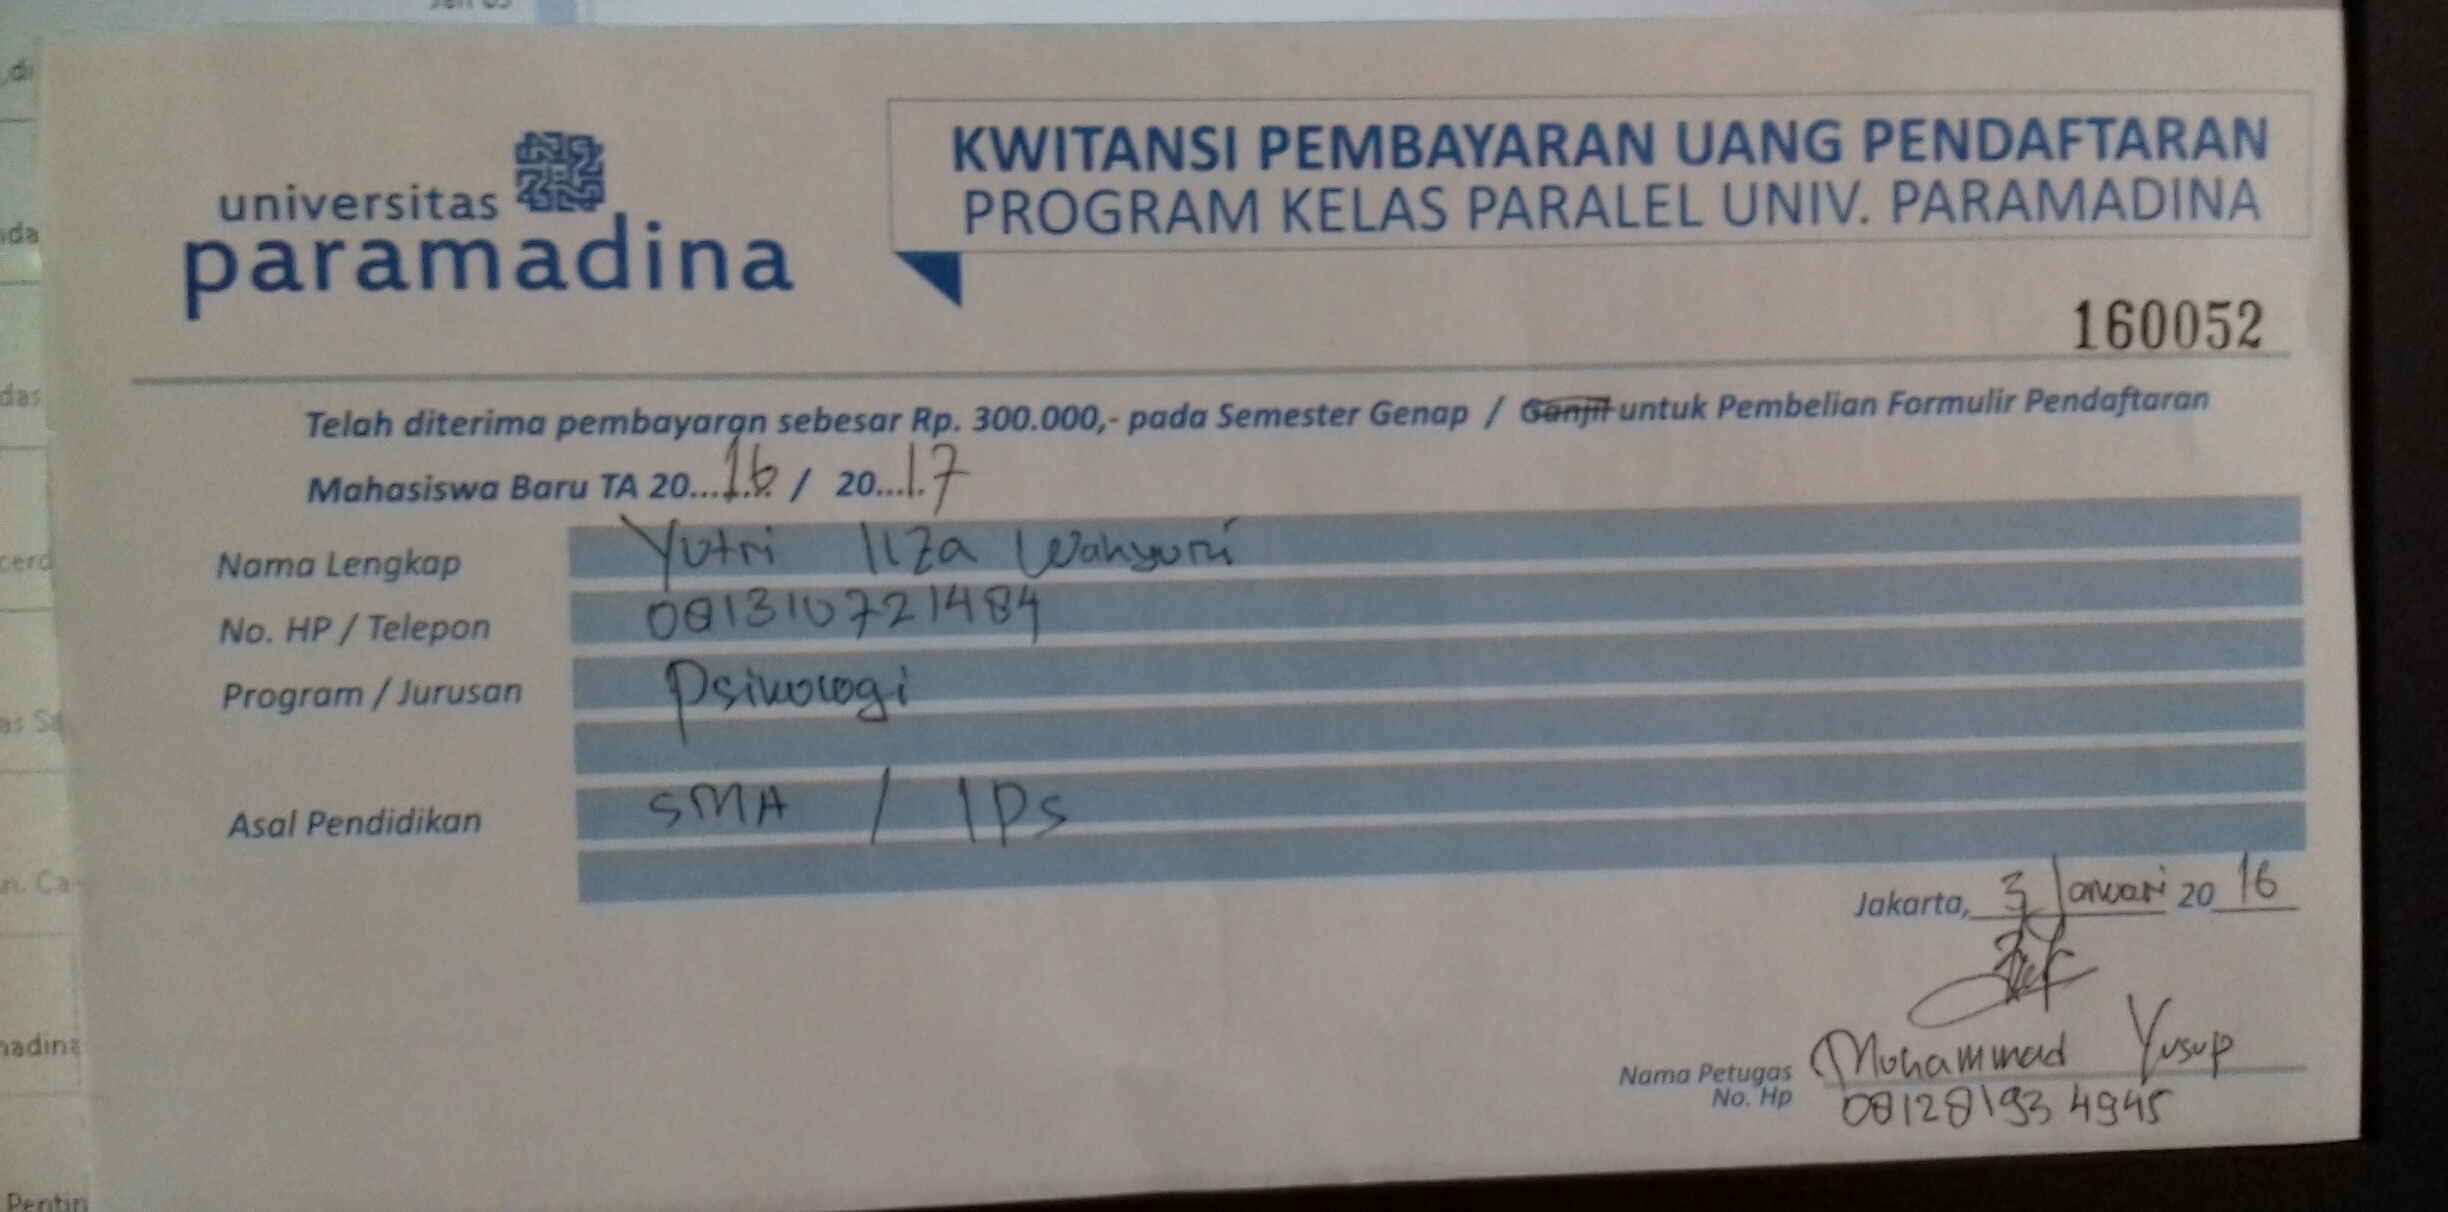 universitas
paramadina
KWITANSI PEMBAYARAN UANG PENDAFTARAN
PROGRAM KELAS PARALEL UNIV. PARAMADINA
160052
Telah diterima pembayaran sebesar Rp. 300.000,- pada Semester Genap / Ganjil untuk Pembelian Formulir Pendaftaran
Mahasiswa Baru TA 20...16 / 20...17
Nama Lengkap Yutri Ilza Wahyuni
No. HP / Telepon 081310721484
Program / Jurusan Psikologi
Asal Pendidikan SMA / IPS
Jakarta, 3 Januari 20 16
Nama Petugas Mohammad Yusup
No. Hp 081281934945